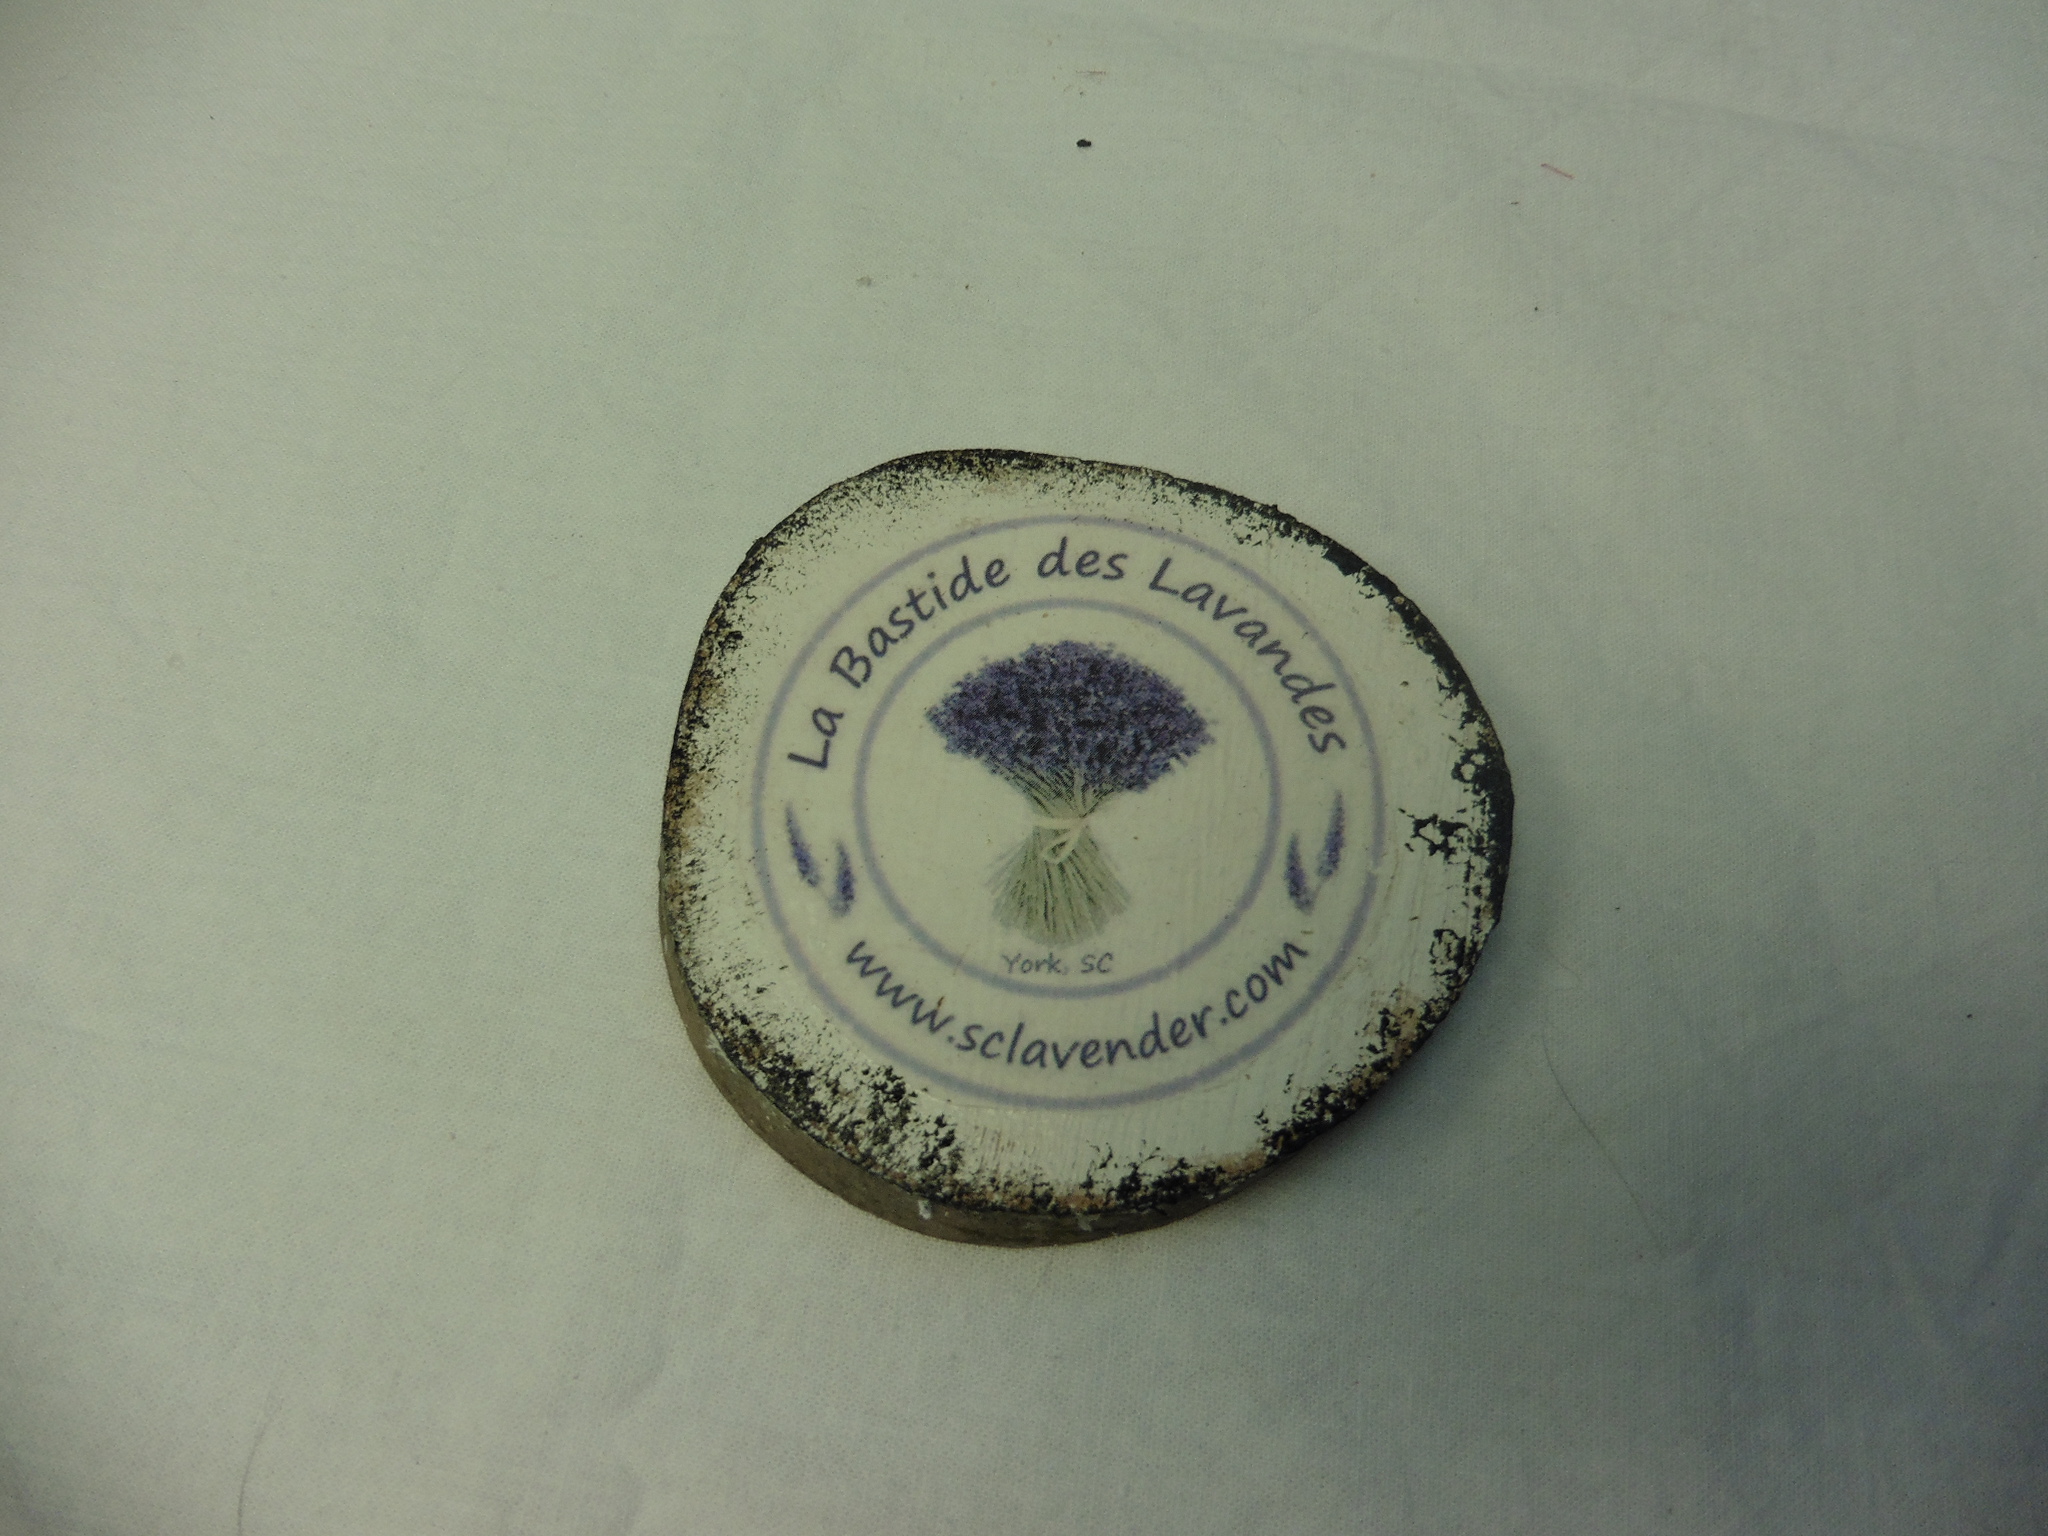 La Bastide des Lavandes
York, SC
www.sclavender.com